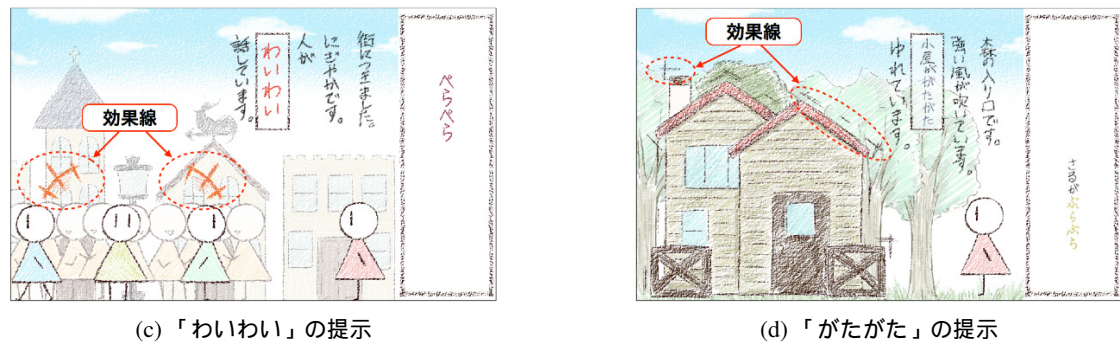 効果線
街につきました。
にぎやかです。
人が
わいわい
話しています。
ぺらぺら
(c) 「わいわい」の提示
効果線
森の入り口です。
強い風が吹いています。
小屋ががたがた
ゆれています。
さるがぶらぶら
(d) 「がたがた」の提示